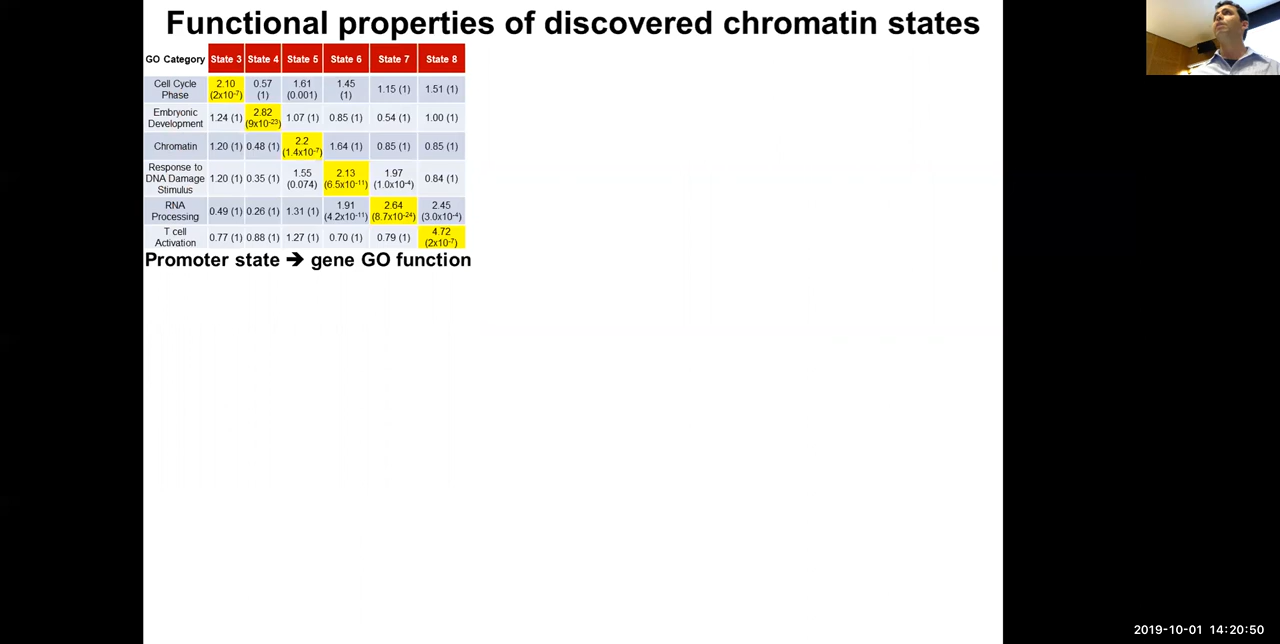 Functional properties of discovered chromatin states
GO Category State 3 State 4 State 5 State 6 State 7 State 8
Cell Cycle Phase 2.10 (2x10⁻⁷) 0.57 (1) 1.61 (0.001) 1.45 (1) 1.15 (1) 1.51 (1)
Embryonic Development 1.24 (1) 2.82 (9x10⁻²³) 1.07 (1) 0.85 (1) 0.54 (1) 1.00 (1)
Chromatin 1.20 (1) 0.48 (1) 2.2 (1.4x10⁻⁷) 1.64 (1) 0.85 (1) 0.85 (1)
Response to DNA Damage Stimulus 1.20 (1) 0.35 (1) 1.55 (0.074) 2.13 (6.5x10⁻¹¹) 1.97 (1.0x10⁻⁴) 0.84 (1)
RNA Processing 0.49 (1) 0.26 (1) 1.31 (1) 1.91 (4.2x10⁻¹¹) 2.64 (8.7x10⁻²⁴) 2.45 (3.0x10⁻⁴)
T cell Activation 0.77 (1) 0.88 (1) 1.27 (1) 0.70 (1) 0.79 (1) 4.72 (2x10⁻⁷)
Promoter state ➔ gene GO function
2019-10-01 14:20:50